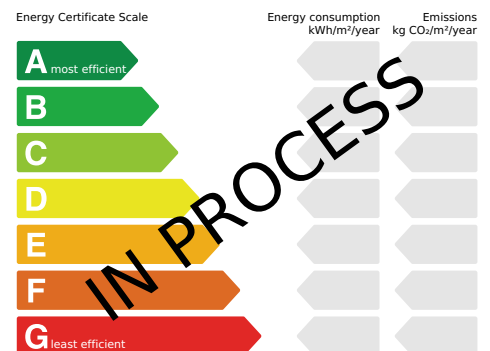 Energy Certificate Scale
Energy consumption
kWh/m²/year
Emissions
kg CO₂/m²/year
A most efficient
B
C
D
E
F
G least efficient
IN PROCESS